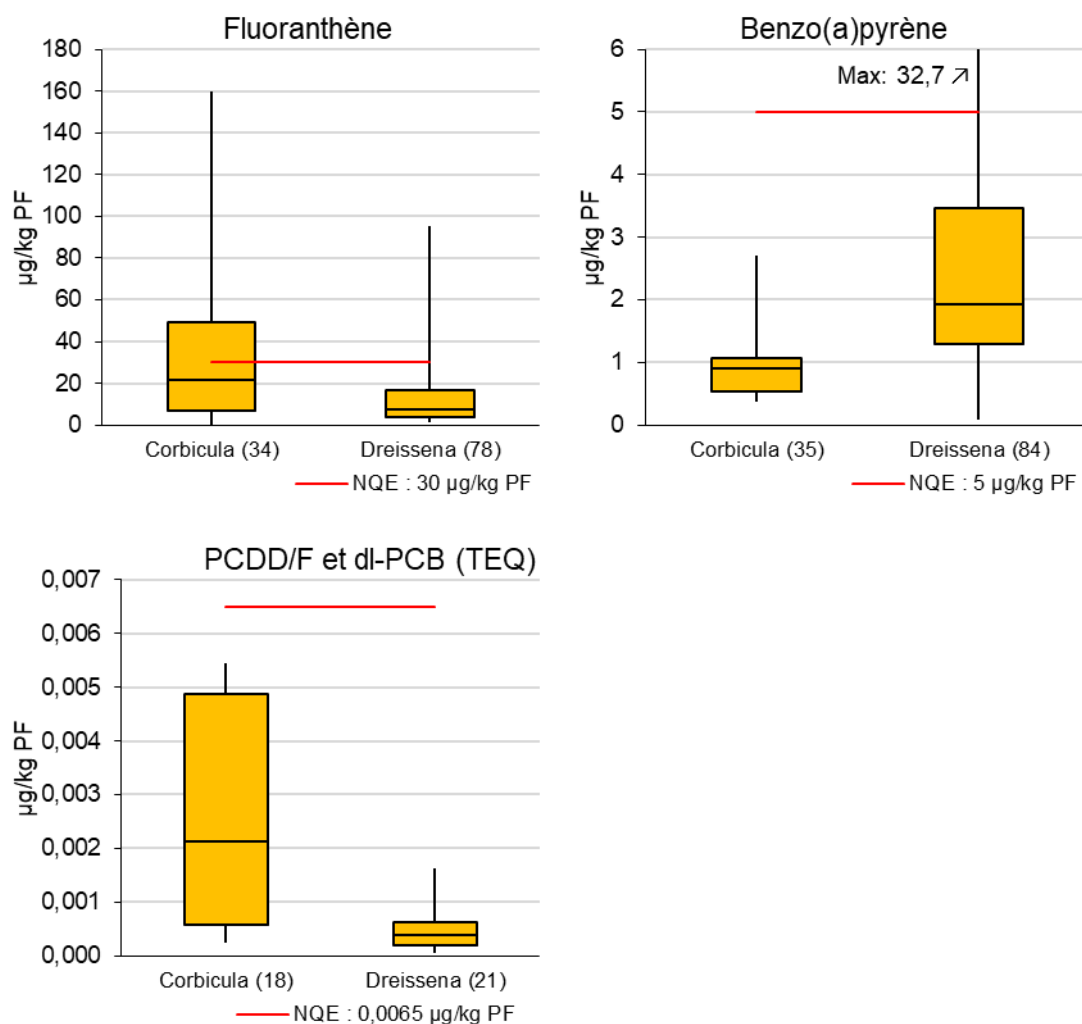 Fluoranthène
180
160
140
120
100
80
60
40
20
0
µg/kg PF
Corbicula (34)
Dreissena (78)
NQE : 30 µg/kg PF
Benzo(a)pyrène
6
5
4
3
2
1
0
µg/kg PF
Max: 32,7
Corbicula (35)
Dreissena (84)
NQE : 5 µg/kg PF
PCDD/F et dl-PCB (TEQ)
0,007
0,006
0,005
0,004
0,003
0,002
0,001
0,000
µg/kg PF
Corbicula (18)
Dreissena (21)
NQE : 0,0065 µg/kg PF